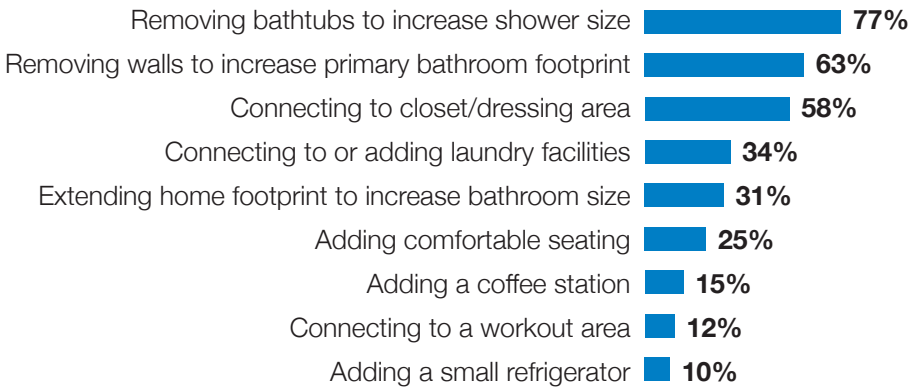 Removing bathtubs to increase shower size 77%
Removing walls to increase primary bathroom footprint 63%
Connecting to closet/dressing area 58%
Connecting to or adding laundry facilities 34%
Extending home footprint to increase bathroom size 31%
Adding comfortable seating 25%
Adding a coffee station 15%
Connecting to a workout area 12%
Adding a small refrigerator 10%